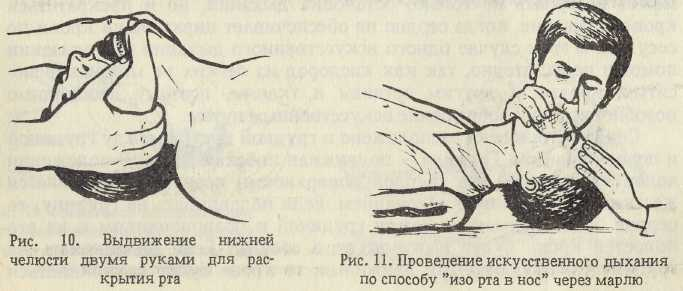 Рис. 10. Выдвижение нижней
челюсти двумя руками для рас-
крытия рта
Рис. 11. Проведение искусственного дыхания
по способу "изо рта в нос" через марлю